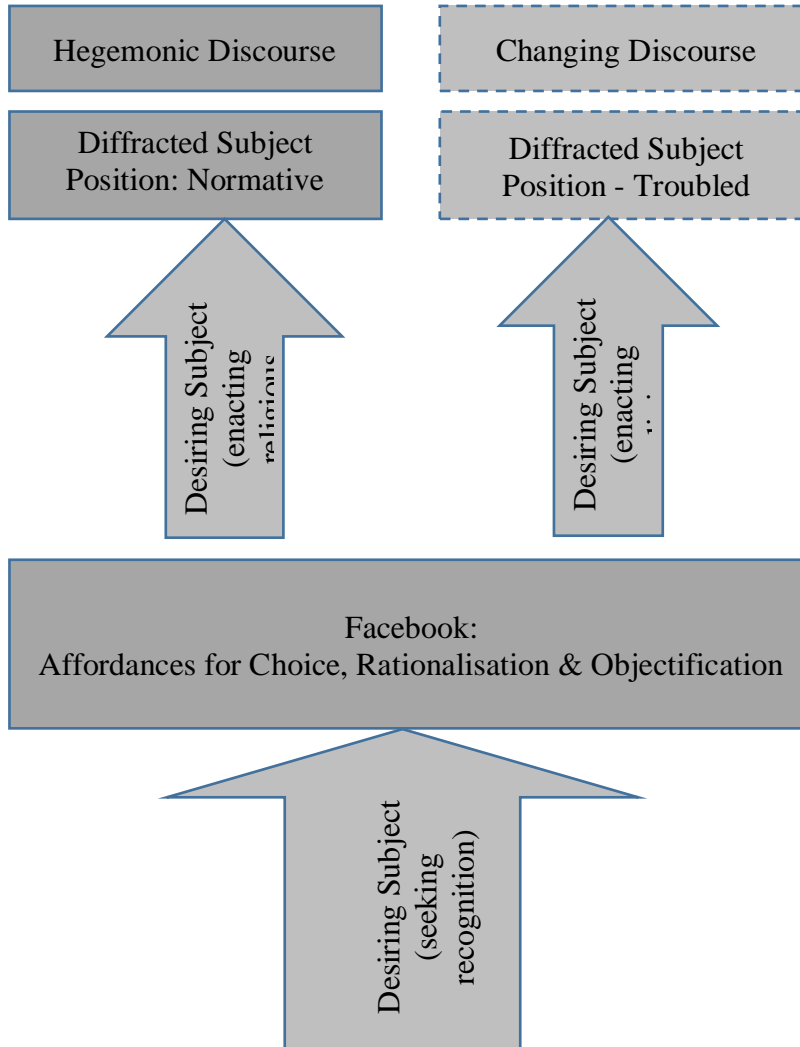 Hegemonic Discourse
Changing Discourse
Diffracted Subject
Position: Normative
Diffracted Subject
Position - Troubled
Desiring Subject
(enacting
religious
Desiring Subject
(enacting
Facebook:
Affordances for Choice, Rationalisation & Objectification
Desiring Subject
(seeking
recognition)